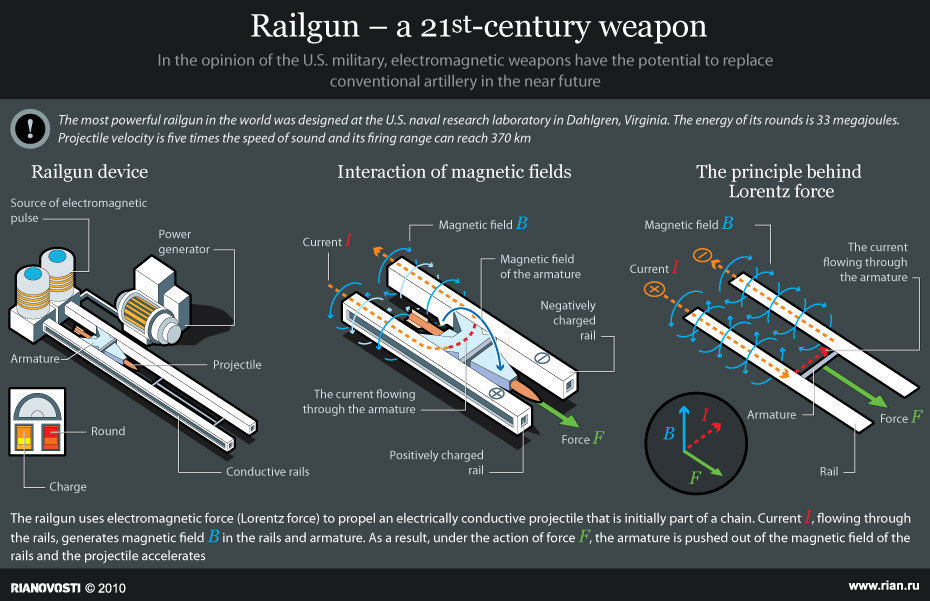 Railgun – a 21st-century weapon
In the opinion of the U.S. military, electromagnetic weapons have the potential to replace
conventional artillery in the near future
!
The most powerful railgun in the world was designed at the U.S. naval research laboratory in Dahlgren, Virginia. The energy of its rounds is 33 megajoules.
Projectile velocity is five times the speed of sound and its firing range can reach 370 km
Railgun device
Source of electromagnetic
pulse
Power
generator
Armature
Projectile
Round
Charge
Conductive rails
Interaction of magnetic fields
Magnetic field B
Current I
Magnetic field
of the armature
Negatively
charged
rail
The current flowing
through the armature
Force F
Positively charged
rail
The principle behind
Lorentz force
Magnetic field B
Current I
The current
flowing through
the armature
Armature
Force F
Rail
B
I
F
The railgun uses electromagnetic force (Lorentz force) to propel an electrically conductive projectile that is initially part of a chain. Current I, flowing through
the rails, generates magnetic field B in the rails and armature. As a result, under the action of force F, the armature is pushed out of the magnetic field of the
rails and the projectile accelerates
RIANOVOSTI © 2010
www.rian.ru